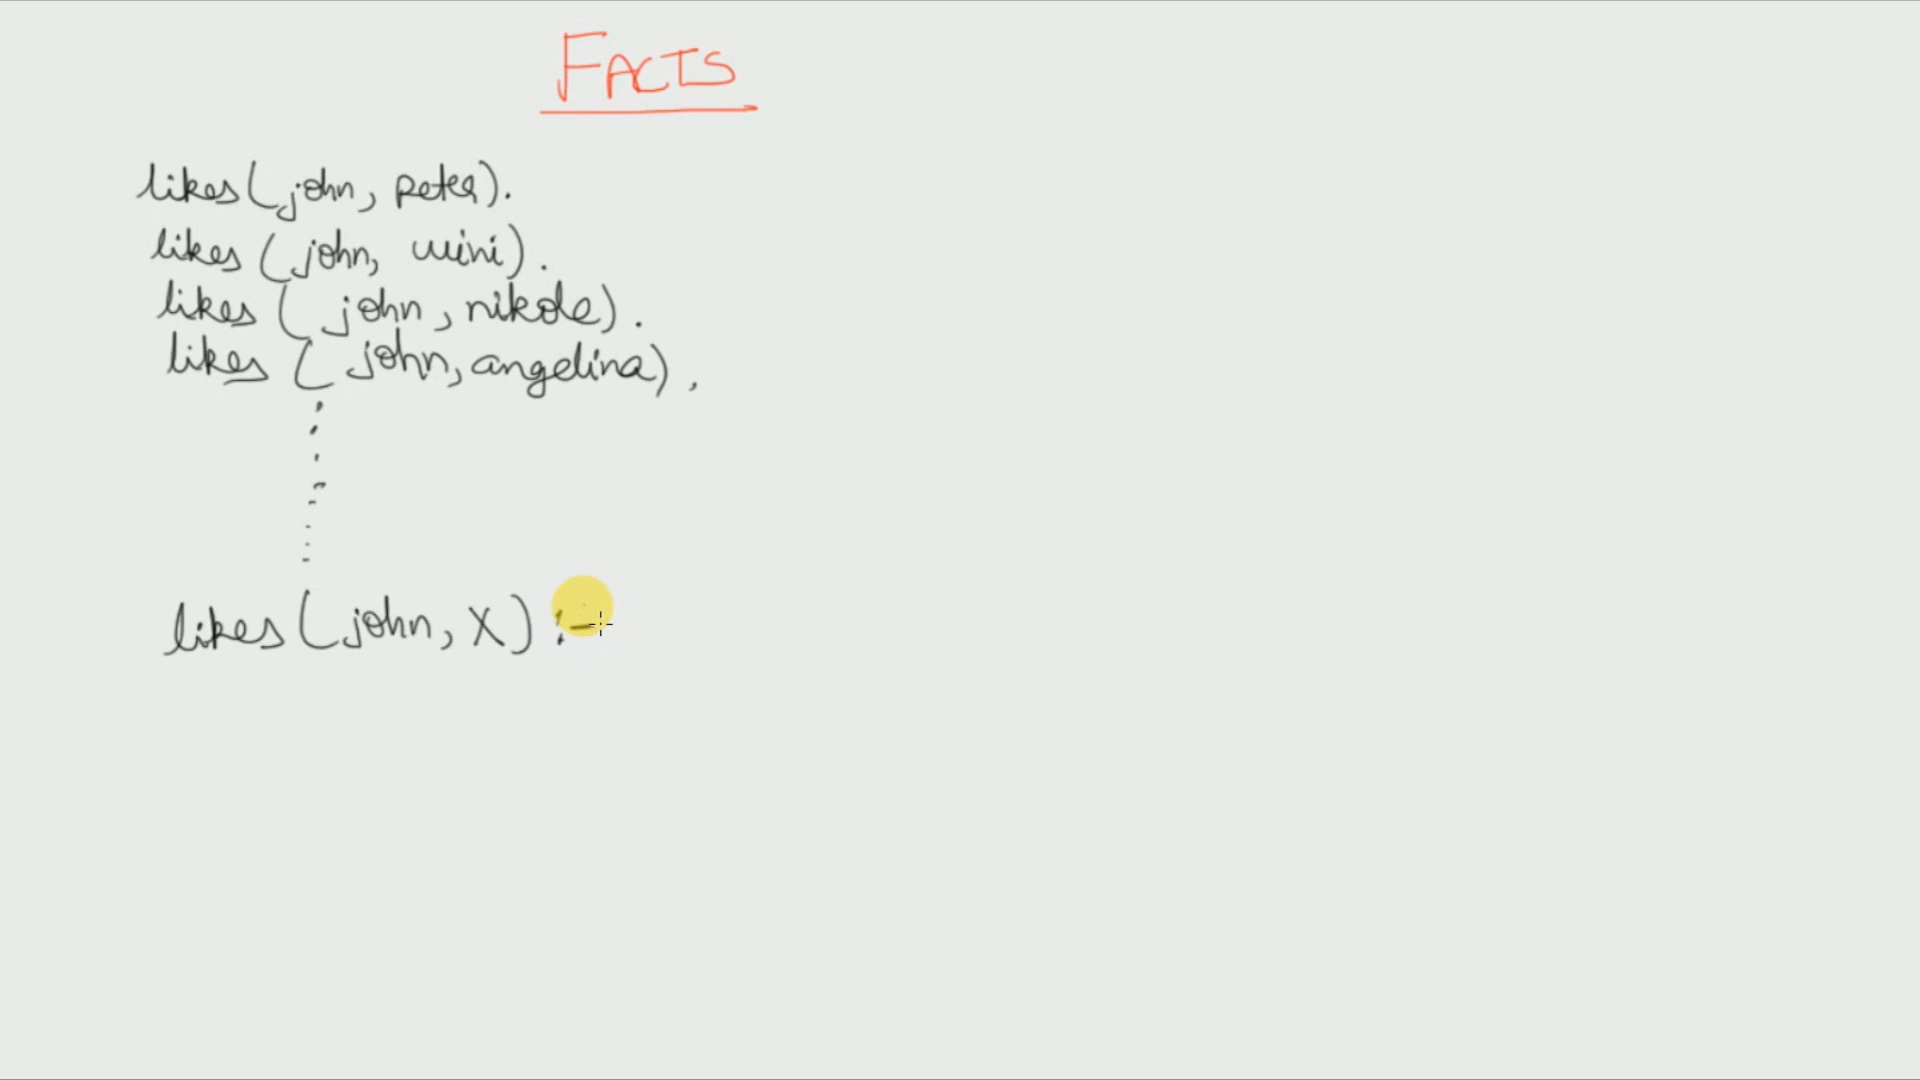 FACTS
likes(john, peter).
likes (john, wini).
likes ( john, nikole).
likes ( john, angelina).
likes(john, X) :-